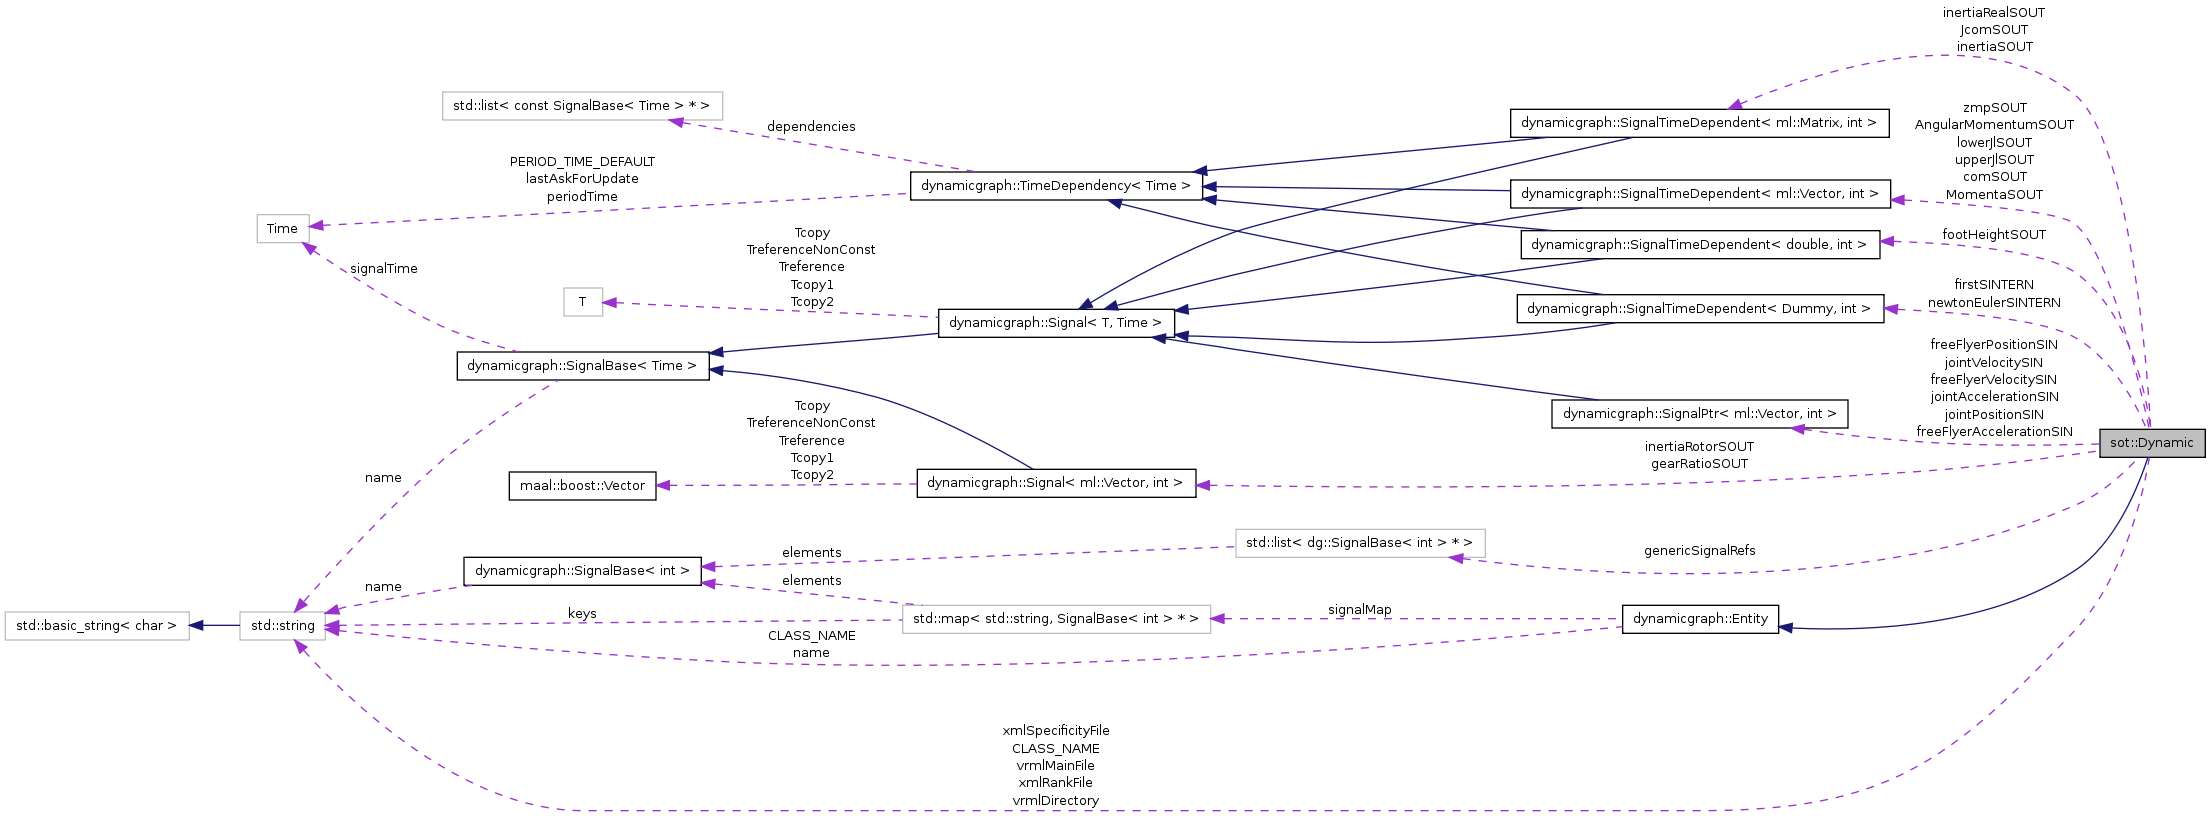 inertiaRealSOUT
JcomSOUT
inertiaSOUT
std::list< const SignalBase< Time > * >
dependencies
dynamicgraph::SignalTimeDependent< ml::Matrix, int >
zmpSOUT
AngularMomentumSOUT
lowerJlSOUT
upperJlSOUT
comSOUT
MomentaSOUT
PERIOD_TIME_DEFAULT
lastAskForUpdate
periodTime
dynamicgraph::TimeDependency< Time >
dynamicgraph::SignalTimeDependent< ml::Vector, int >
Time
signalTime
Tcopy
TreferenceNonConst
Treference
Tcopy1
Tcopy2
dynamicgraph::SignalTimeDependent< double, int >
footHeightSOUT
T
dynamicgraph::SignalTimeDependent< Dummy, int >
firstSINTERN
newtonEulerSINTERN
dynamicgraph::Signal< T, Time >
dynamicgraph::SignalBase< Time >
freeFlyerPositionSIN
jointVelocitySIN
freeFlyerVelocitySIN
jointAccelerationSIN
jointPositionSIN
freeFlyerAccelerationSIN
dynamicgraph::SignalPtr< ml::Vector, int >
sot::Dynamic
Tcopy
TreferenceNonConst
Treference
Tcopy1
Tcopy2
inertiaRotorSOUT
gearRatioSOUT
name
maal::boost::Vector
dynamicgraph::Signal< ml::Vector, int >
std::list< dg::SignalBase< int > * >
genericSignalRefs
elements
dynamicgraph::SignalBase< int >
elements
name
keys
std::map< std::string, SignalBase< int > * >
signalMap
dynamicgraph::Entity
std::basic_string< char >
std::string
CLASS_NAME
name
xmlSpecificityFile
CLASS_NAME
vrmlMainFile
xmlRankFile
vrmlDirectory